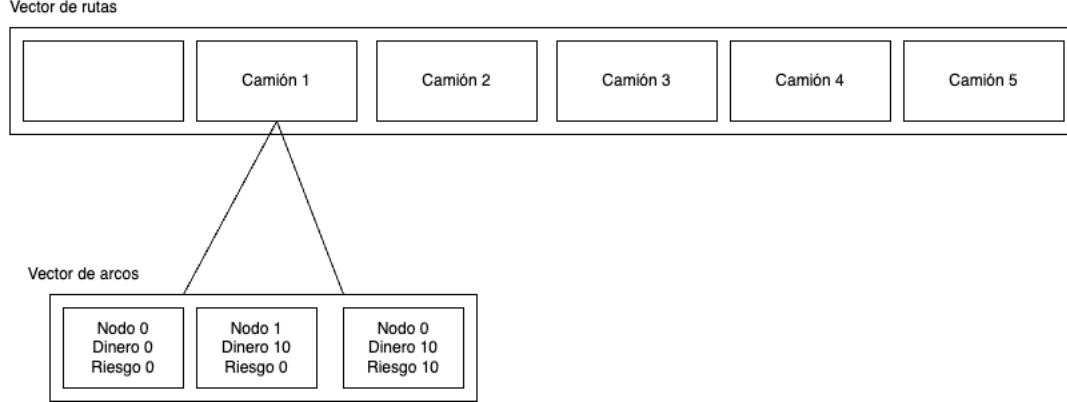 Vector de rutas
Camión 1
Camión 2
Camión 3
Camión 4
Camión 5
Vector de arcos
Nodo 0
Dinero 0
Riesgo 0
Nodo 1
Dinero 10
Riesgo 0
Nodo 0
Dinero 10
Riesgo 10